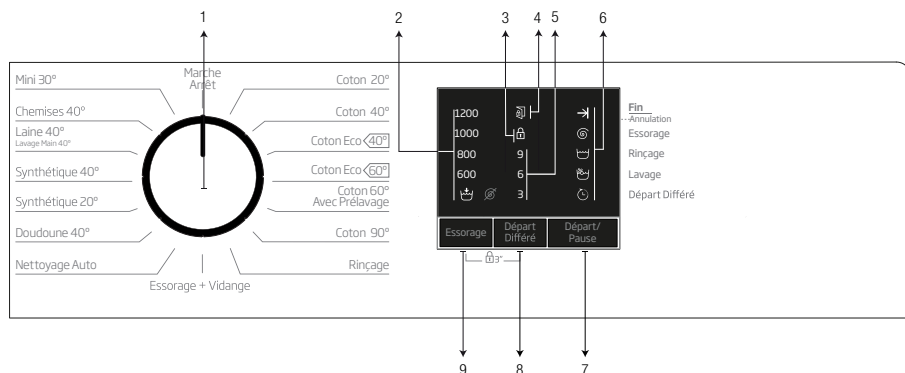 1
2
3
4
5
6
Marche
Arrêt
Mini 30°
Chemises 40°
Laine 40°
Lavage Main 40°
Synthétique 40°
Synthétique 20°
Doudoune 40°
Nettoyage Auto
Essorage + Vidange
Coton 20°
Coton 40°
Coton Eco 40°
Coton Eco 60°
Coton 60°
Avec Prélavage
Coton 90°
Rinçage
1200
1000
800
600
9
6
3
Fin
Annulation
Essorage
Rinçage
Lavage
Départ Différé
Essorage
Départ
Différé
Départ/
Pause
3"
9
8
7